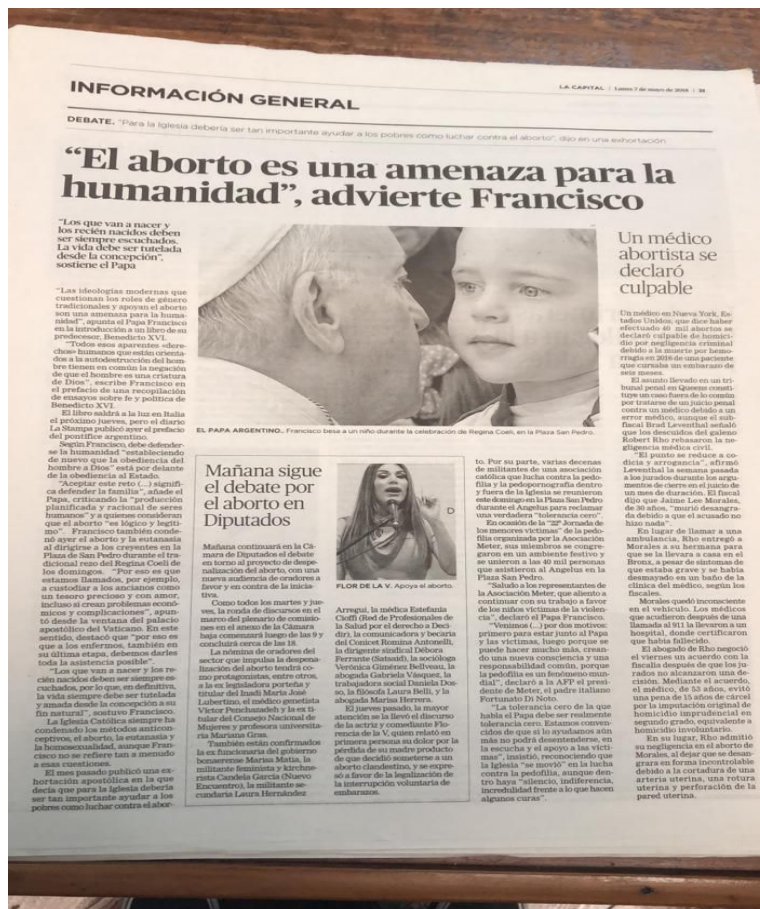 INFORMACIÓN GENERAL
LA CAPITAL | Lunes 7 de mayo de 2018 | 31
DEBATE. "Para la Iglesia debería ser tan importante ayudar a los pobres como luchar contra el aborto", dijo en una exhortación
"El aborto es una amenaza para la
humanidad", advierte Francisco
"Los que van a nacer y
los recién nacidos deben
ser siempre escuchados.
La vida debe ser tutelada
desde la concepción",
sostiene el Papa
"Las ideologías modernas que
cuestionan los roles de género
tradicionales y apoyan el aborto
son una amenaza para la huma-
nidad", apunta el Papa Francisco
en la introducción a un libro de su
predecesor, Benedicto XVI.
"Todos esos aparentes «dere-
chos» humanos que están orienta-
dos a la autodestrucción del hom-
bre tienen en común la negación
de que el hombre es una criatura
de Dios", escribe Francisco en
el prefacio de una recopilación
de ensayos sobre fe y política de
Benedicto XVI.
El libro saldrá a la luz en Italia
el próximo jueves, pero el diario
La Stampa publicó ayer el prefacio
del pontífice argentino.
Según Francisco, debe defender-
se la humanidad "estableciendo
de nuevo que la obediencia del
hombre a Dios" está por delante
de la obediencia al Estado.
"Aceptar este reto (...) signifi-
ca defender la familia", añade el
Papa, criticando la "producción
planificada y racional de seres
humanos" y a quienes consideran
que el aborto "es lógico y legíti-
mo". Francisco también conde-
nó ayer el aborto y la eutanasia
al dirigirse a los creyentes en la
Plaza de San Pedro durante el tra-
dicional rezo del Regina Coeli de
los domingos. "Por eso es que
estamos llamados, por ejemplo,
a custodiar a los ancianos como
un tesoro precioso y con amor,
incluso si crean problemas econó-
micos y complicaciones", apun-
tó desde la ventana del palacio
apostólico del Vaticano. En este
sentido, destacó que "por eso es
que a los enfermos, también en
su última etapa, debemos darles
toda la asistencia posible".
"Los que van a nacer y los re-
cién nacidos deben ser siempre es-
cuchados, por lo que, en definitiva,
la vida siempre debe ser tutelada
y amada desde la concepción a su
fin natural", sostuvo Francisco.
La Iglesia Católica siempre ha
condenado los métodos anticon-
ceptivos, el aborto, la eutanasia y
la homosexualidad, aunque Fran-
cisco no se refiere tan a menudo
a esas cuestiones.
El mes pasado publicó una ex-
hortación apostólica en la que
decía que para la Iglesia debería
ser tan importante ayudar a los
pobres como luchar contra el abor-
EL PAPA ARGENTINO. Francisco besa a un niño durante la celebración de Regina Coeli, en la Plaza San Pedro.
Mañana sigue
el debate por
el aborto en
Diputados
Mañana continuará en la Cá-
mara de Diputados el debate
en torno al proyecto de despe-
nalización del aborto, con una
nueva audiencia de oradores a
favor y en contra de la inicia-
tiva.
Como todos los martes y jue-
ves, la ronda de discursos en el
marco del plenario de comisio-
nes en el anexo de la Cámara
baja comenzará luego de las 9 y
concluirá cerca de las 18.
La nómina de oradores del
sector que impulsa la despena-
lización del aborto tendrá co-
mo protagonistas, entre otros,
a la ex legisladora porteña y
titular del Inadi María José
Lubertino, el médico genetista
Víctor Penchazadeh y la ex ti-
tular del Consejo Nacional de
Mujeres y profesora universita-
ria Mariana Gras.
También están confirmados
la ex funcionaria del gobierno
bonaerense Marisa Matía, la
militante feminista y kirchne-
rista Candela García (Nuevo
Encuentro), la militante se-
cundaria Laura Hernández
D
FLOR DE LA V. Apoya el aborto.
Arregui, la médica Estefanía
Cioffi (Red de Profesionales de
la Salud por el derecho a Deci-
dir), la comunicadora y becaria
del Conicet Romina Antonelli,
la dirigente sindical Débora
Ferrante (Satsaid), la socióloga
Verónica Giménez Beliveau, la
abogada Gabriela Vásquez, la
trabajadora social Daniela Dos-
so, la filósofa Laura Belli, y la
abogada Marisa Herrera.
El jueves pasado, la mayor
atención se la llevó el discurso
de la actriz y comediante Flo-
rencia de la V, quien relató en
primera persona su dolor por la
pérdida de su madre producto
de que decidió someterse a un
aborto clandestino, y se expre-
só a favor de la legalización de
la interrupción voluntaria de
embarazos.
to. Por su parte, varias decenas
de militantes de una asociación
católica que lucha contra la pedo-
filia y la pedopornografía dentro
y fuera de la Iglesia se reunieron
este domingo en la Plaza San Pedro
durante el Angelus para reclamar
una verdadera "tolerancia cero".
En ocasión de la "22ª Jornada de
los menores víctimas" de la pedo-
filia organizada por la Asociación
Meter, sus miembros se congre-
garon en un ambiente festivo y
se unieron a las 40 mil personas
que asistieron al Angelus en la
Plaza San Pedro.
"Saludo a los representantes de
la Asociación Meter, que aliento a
continuar con su trabajo a favor
de los niños víctimas de la violen-
cia", declaró el Papa Francisco.
"Venimos (...) por dos motivos:
primero para estar junto al Papa
y las víctimas, luego porque se
puede hacer mucho más, crean-
do una nueva consciencia y una
responsabilidad común, porque
la pedofilia es un fenómeno mun-
dial", declaró a la AFP el presi-
dente de Meter, el padre italiano
Fortunato Di Noto.
"La tolerancia cero de la que
habla el Papa debe ser realmente
tolerancia cero. Estamos conven-
cidos de que lo ayudamos aún
más no podrá desentenderse, en
la escucha y el apoyo a las vícti-
mas", insistió, reconociendo que
la Iglesia "se movió" en la lucha
contra la pedofilia, aunque den-
tro haya "silencio, indiferencia,
incredulidad frente a lo que hacen
algunos curas".
Un médico
abortista se
declaró
culpable
Un médico en Nueva York, Es-
tados Unidos, que dice haber
efectuado 40 mil abortos se
declaró culpable de homici-
dio por negligencia criminal
debido a la muerte por hemo-
rragia en 2016 de una paciente
que cursaba un embarazo de
seis meses.
El asunto llevado en un tri-
bunal penal en Queens consti-
tuye un caso fuera de lo común
por tratarse de un juicio penal
contra un médico debido a un
error médico, aunque el sub-
fiscal Brad Leventhal señaló
que los descuidos del galeno
Robert Rho rebasaron la ne-
gligencia médica civil.
"El punto se reduce a co-
dicia y arrogancia", afirmó
Leventhal la semana pasada
a los jurados durante los argu-
mentos de cierre en el juicio de
un mes de duración. El fiscal
dijo que Jaime Lee Morales,
de 30 años, "murió desangra-
da debido a que el acusado no
hizo nada".
En lugar de llamar a una
ambulancia, Rho entregó a
Morales a su hermana para
que se la llevara a casa en el
Bronx, a pesar de síntomas de
que estaba grave y se había
desmayado en un baño de la
clínica del médico, según los
fiscales.
Morales quedó inconsciente
en el vehículo. Los médicos
que acudieron después de una
llamada al 911 la llevaron a un
hospital, donde certificaron
que había fallecido.
El abogado de Rho negoció
el viernes un acuerdo con la
fiscalía después de que los ju-
rados no alcanzaron una de-
cisión. Mediante el acuerdo,
el médico, de 53 años, evitó
una pena de 15 años de cárcel
por la imputación original de
homicidio imprudencial en
segundo grado, equivalente a
homicidio involuntario.
En su lugar, Rho admitió
su negligencia en el aborto de
Morales, al dejar que se desan-
grara en forma incontrolable
debido a la cortadura de una
arteria uterina, una rotura
uterina y perforación de la
pared uterina.